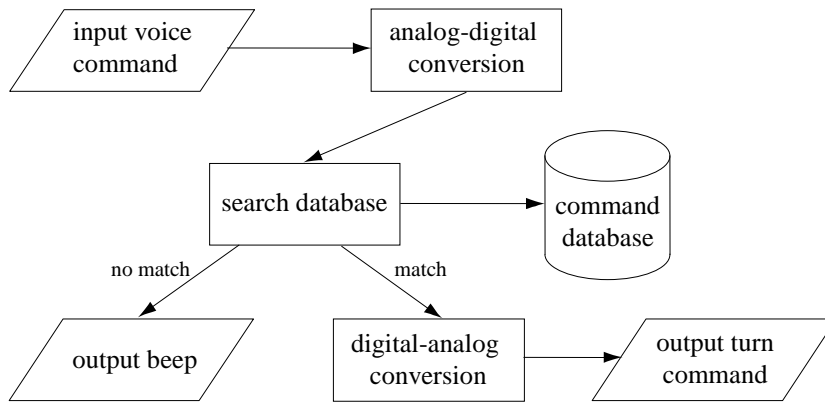 input voice
command
analog-digital
conversion
search database
command
database
no match
match
output beep
digital-analog
conversion
output turn
command